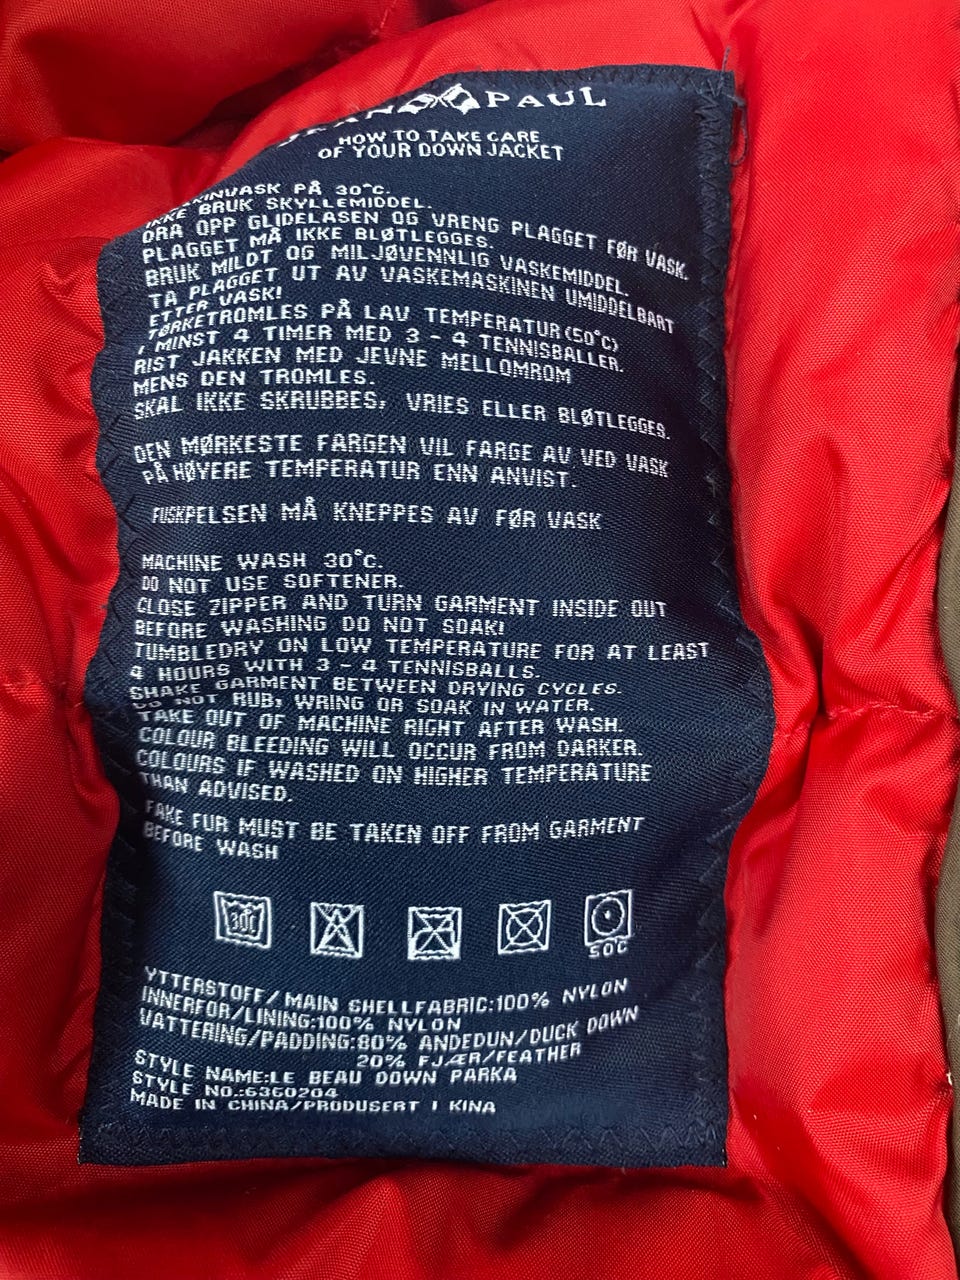 PAUL
HOW TO TAKE CARE
OF YOUR DOWN JACKET
PÅ 30°C.
IKKE BRUK SKYLLEMIDDEL.
DRA OPP GLIDELÅSEN OG VRENG PLAGGET FØR VASK.
PLAGGET MÅ IKKE BLØTLEGGES.
BRUK MILDT OG MILJØVENNLIG VASKEMIDDEL.
TA PLAGGET UT AV VASKEMASKINEN UMIDDELBART
ETTER VASK!
TØRKETROMLES PÅ LAV TEMPERATUR (50°C)
I MINST 4 TIMER MED 3 - 4 TENNISBALLER.
RIST JAKKEN MED JEVNE MELLOMROM
MENS DEN TROMLES.
SKAL IKKE SKRUBBES, VRIES ELLER BLØTLEGGES.
DEN MØRKESTE FARGEN VIL FARGE AV VED VASK
PÅ HØYERE TEMPERATUR ENN ANVIST.
FUSKPELSEN MÅ KNEPPES AV FØR VASK
MACHINE WASH 30°C.
DO NOT USE SOFTENER.
CLOSE ZIPPER AND TURN GARMENT INSIDE OUT
BEFORE WASHING DO NOT SOAK!
TUMBLEDRY ON LOW TEMPERATURE FOR AT LEAST
4 HOURS WITH 3 - 4 TENNISBALLS.
SHAKE GARMENT BETWEEN DRYING CYCLES.
DO NOT RUB, WRING OR SOAK IN WATER.
TAKE OUT OF MACHINE RIGHT AFTER WASH.
COLOUR BLEEDING WILL OCCUR FROM DARKER.
COLOURS IF WASHED ON HIGHER TEMPERATURE
THAN ADVISED.
FAKE FUR MUST BE TAKEN OFF FROM GARMENT
BEFORE WASH
30C
50C
YTTERSTOFF/MAIN SHELLFABRIC:100% NYLON
INNERFOR/LINING:100% NYLON
VATTERING/PADDING:80% ANDEDUN/DUCK DOWN
20% FJÆR/FEATHER
STYLE NAME:LE BEAU DOWN PARKA
STYLE NO.:6360204
MADE IN CHINA/PRODUSERT I KINA